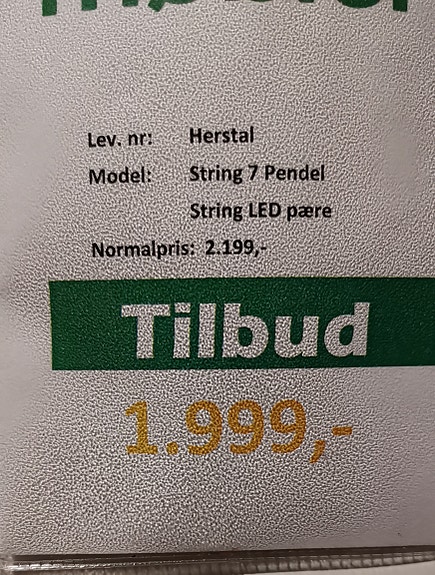 Lev. nr: Herstal
Model: String 7 Pendel
String LED pære
Normalpris: 2.199,-
Tilbud
1.999,-